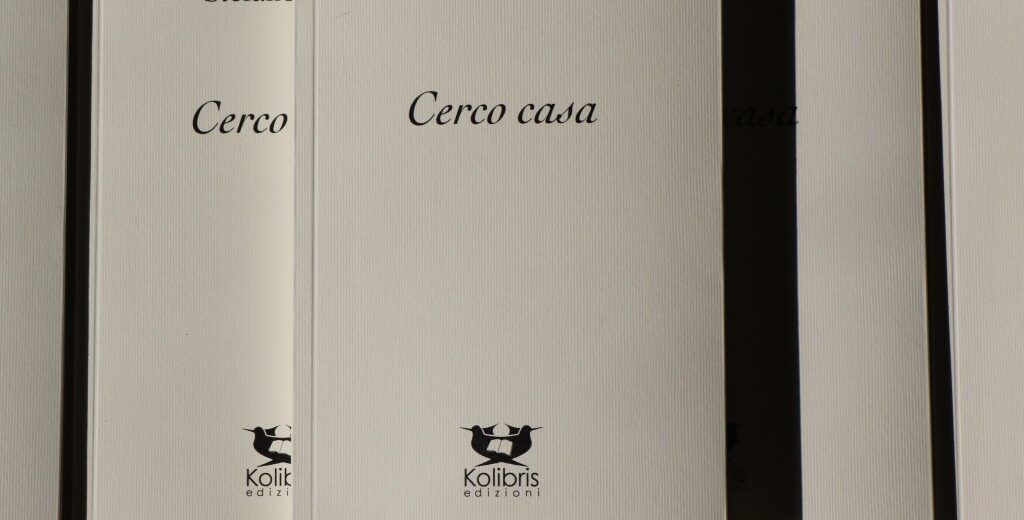 Cerco
Cerco casa
casa
Kolibris
edizioni